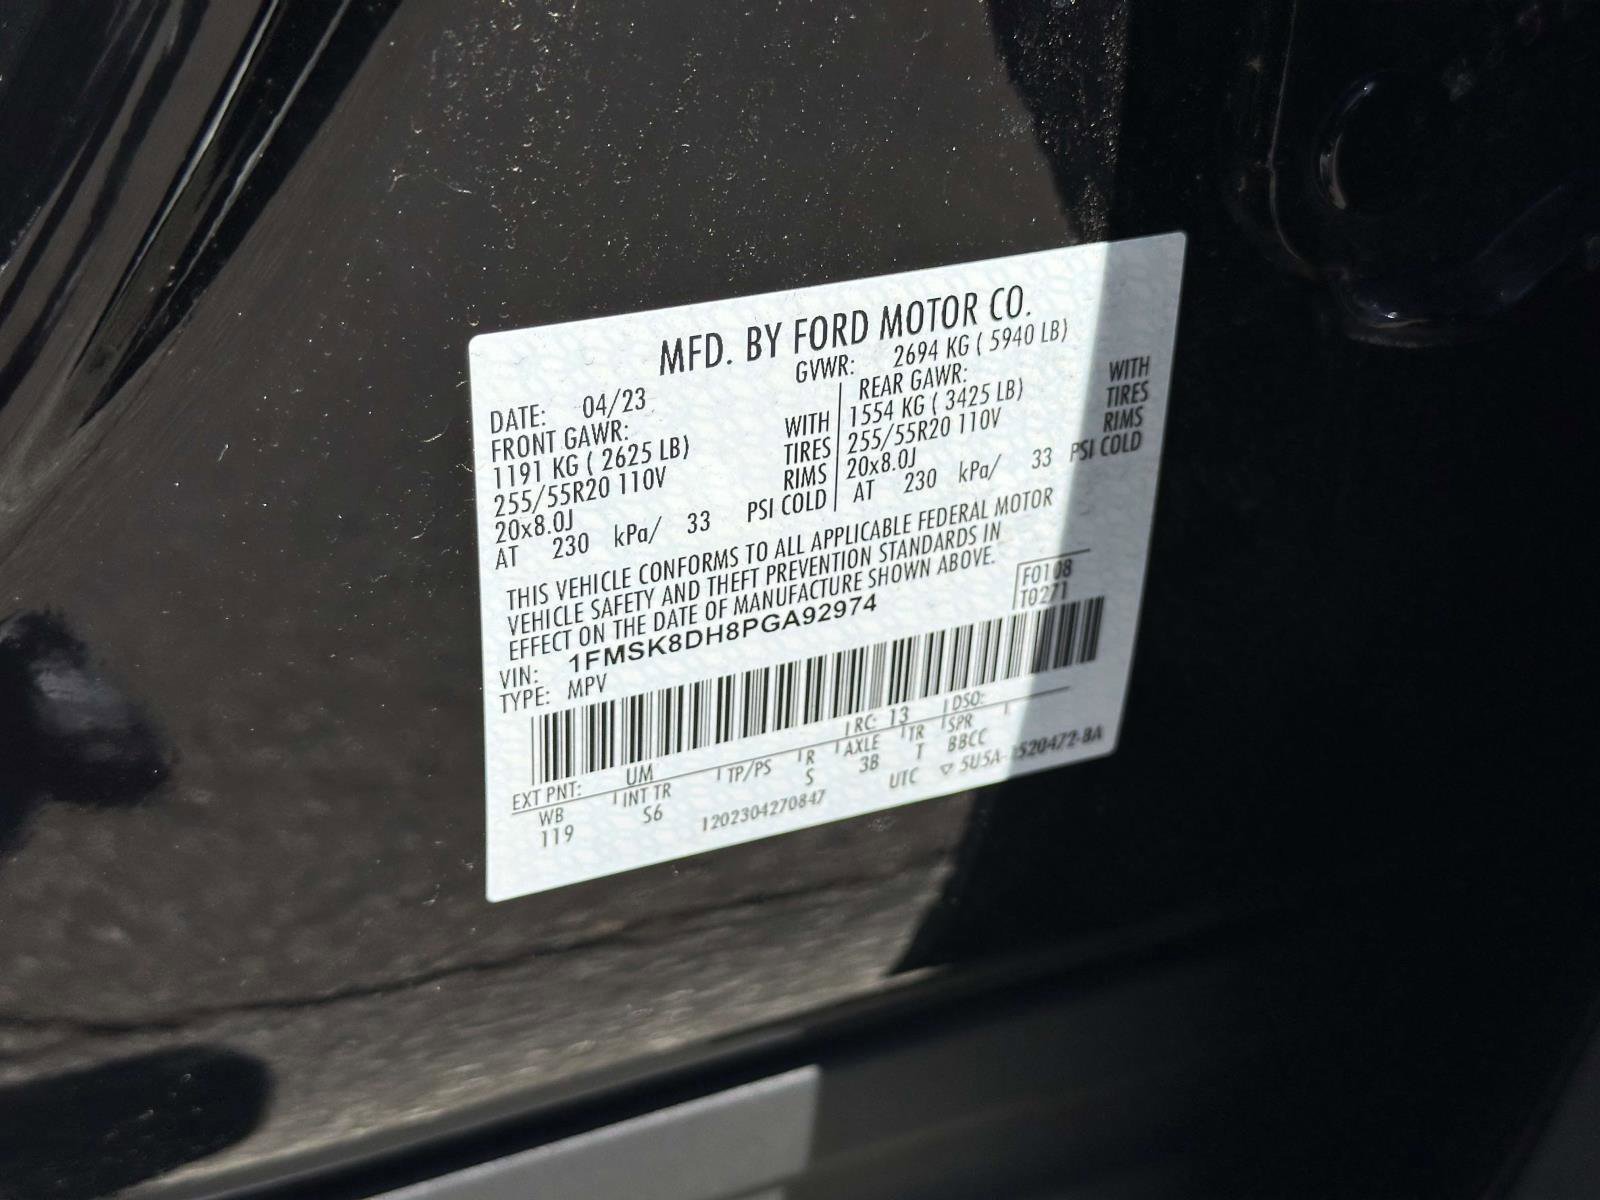 MFD. BY FORD MOTOR CO.
DATE: 04/23 GVWR: 2694 KG ( 5940 LB)
FRONT GAWR: REAR GAWR:
1191 KG ( 2625 LB) WITH 1554 KG ( 3425 LB) WITH
255/55R20 110V TIRES 255/55R20 110V TIRES
20x8.0J RIMS 20x8.0J RIMS
AT 230 kPa/ 33 PSI COLD AT 230 kPa/ 33 PSI COLD
THIS VEHICLE CONFORMS TO ALL APPLICABLE FEDERAL MOTOR
VEHICLE SAFETY AND THEFT PREVENTION STANDARDS IN
EFFECT ON THE DATE OF MANUFACTURE SHOWN ABOVE.
VIN: 1FMSK8DH8PGA92974 F0108
TYPE: MPV T0271
EXT PNT: UM RC: 13 DSO:
WB INT TR TP/PS R AXLE TR SPR
119 S6 S 3B T BBCC
1202304270847 UTC ▽ 5U5A-1520472-BA